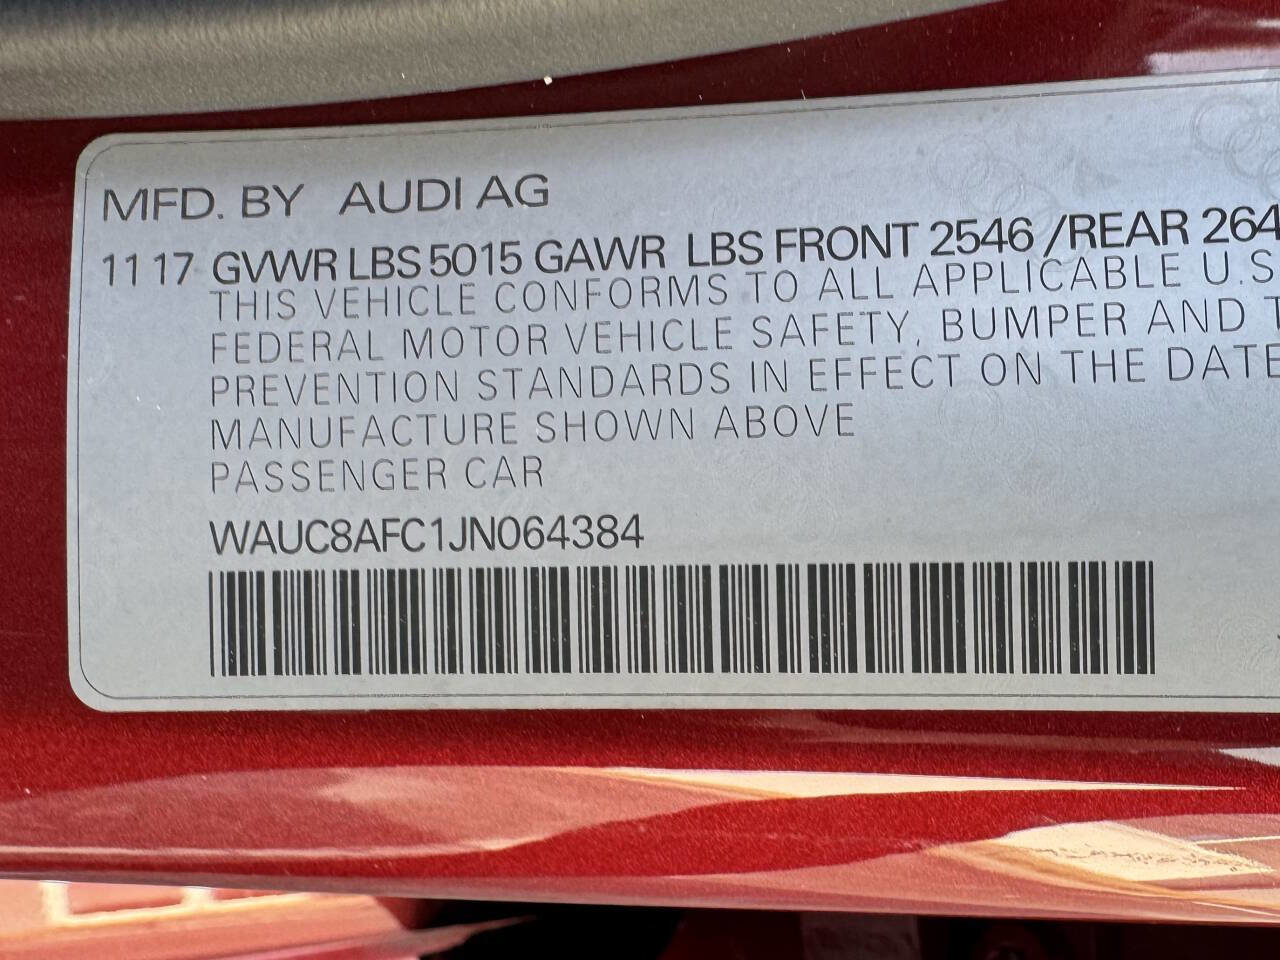 MFD. BY AUDI AG
11 17 GVWR LBS 5015 GAWR LBS FRONT 2546 /REAR 264
THIS VEHICLE CONFORMS TO ALL APPLICABLE U.S
FEDERAL MOTOR VEHICLE SAFETY, BUMPER AND T
PREVENTION STANDARDS IN EFFECT ON THE DATE
MANUFACTURE SHOWN ABOVE
PASSENGER CAR
WAUC8AFC1JN064384